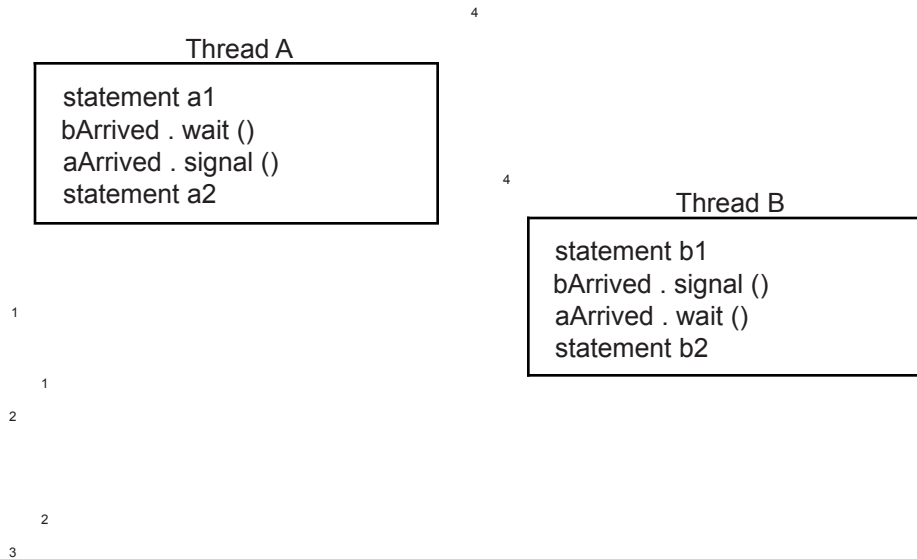 4
Thread A
statement a1
bArrived . wait ()
aArrived . signal ()
statement a2
4
Thread B
statement b1
bArrived . signal ()
aArrived . wait ()
statement b2
1
1
2
2
3